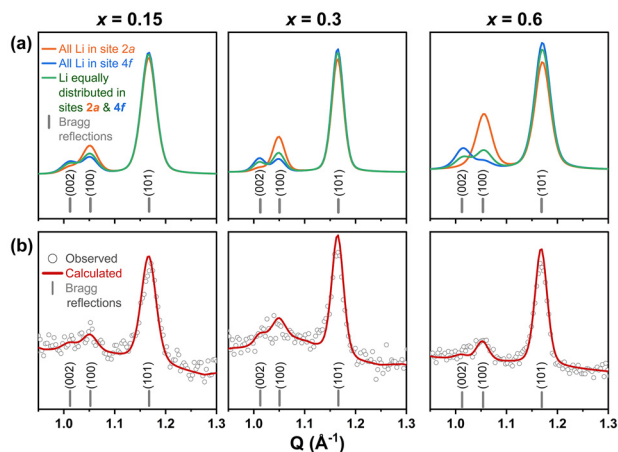 x = 0.15 x = 0.3 x = 0.6
(a)
All Li in site 2a
All Li in site 4f
Li equally
distributed in
sites 2a & 4f
Bragg
reflections
(002) (100) (101)
(002) (100) (101)
(002) (100) (101)
(b)
Observed
Calculated
Bragg
reflections
(002) (100) (101)
(002) (100) (101)
(002) (100) (101)
1.0 1.1 1.2 1.3 1.0 1.1 1.2 1.3 1.0 1.1 1.2 1.3
Q (Å⁻¹)